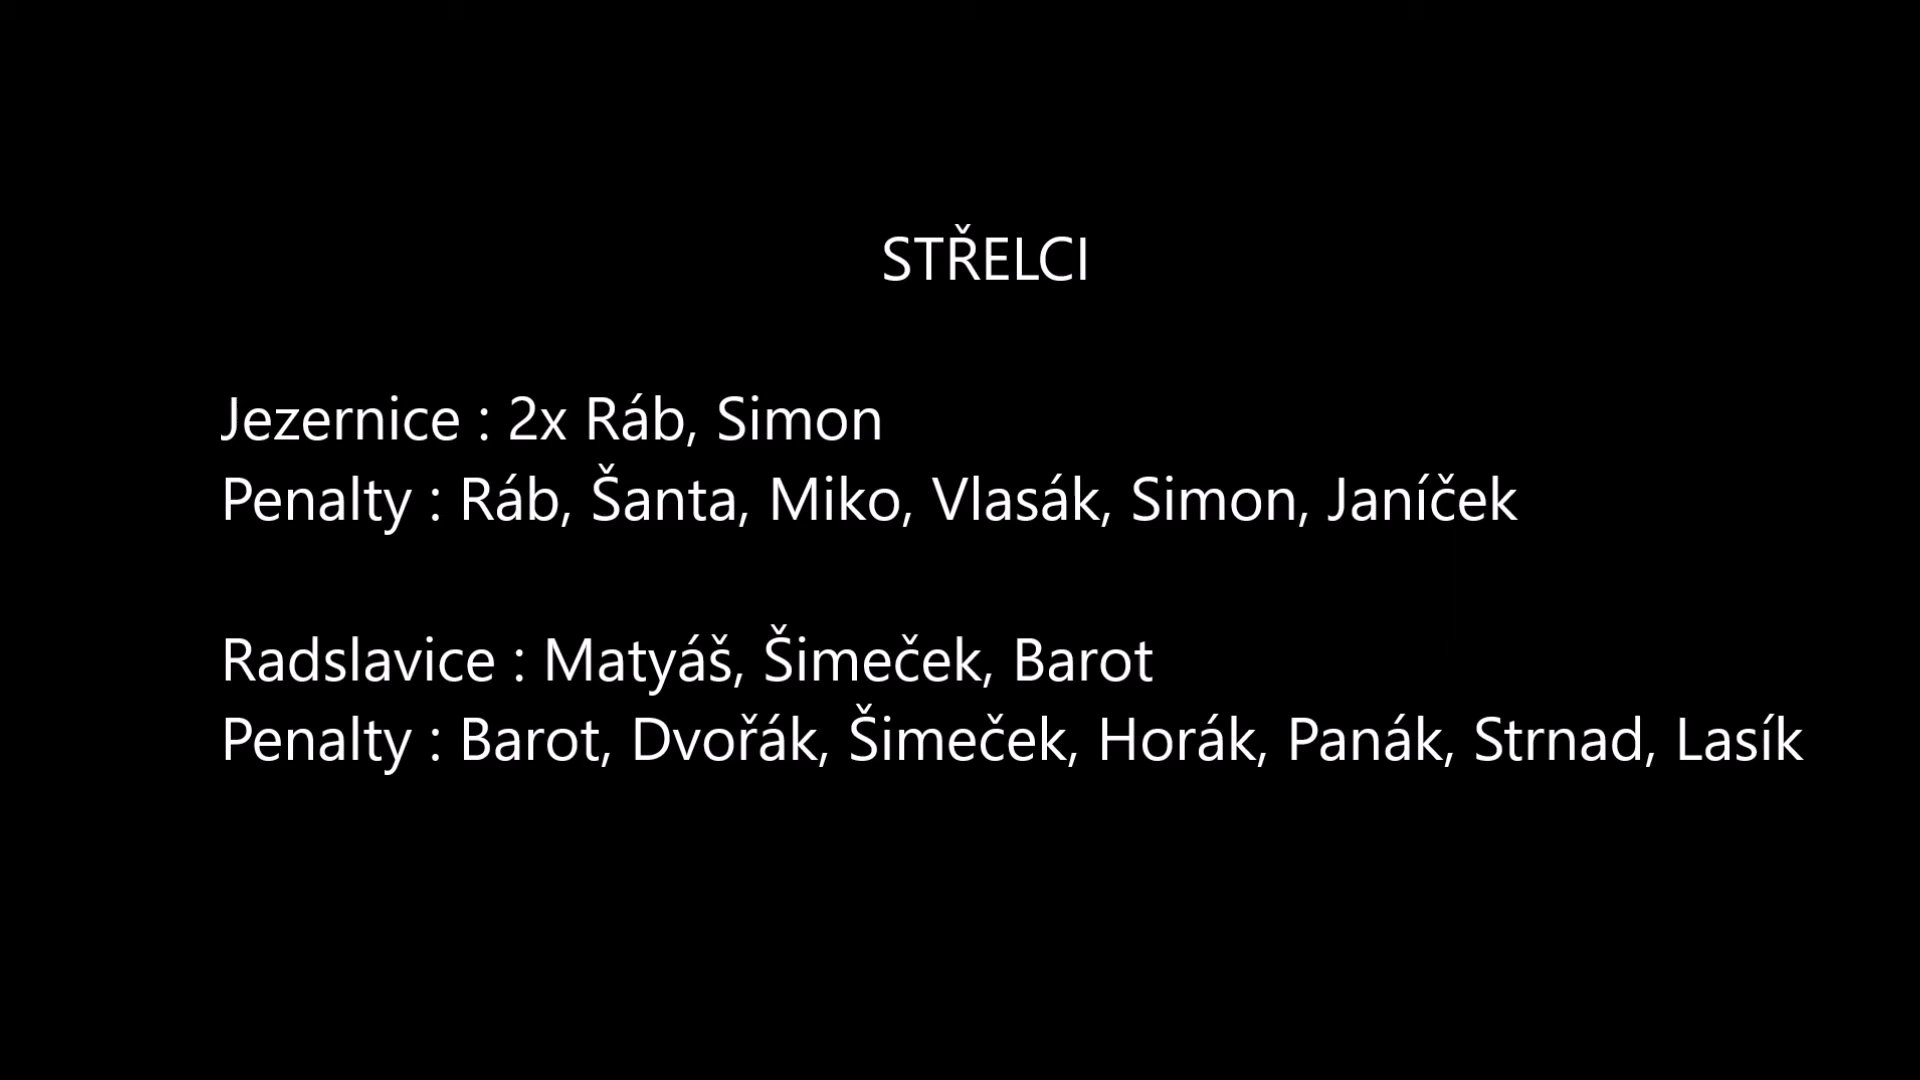 STŘELCI
Jezernice : 2x Ráb, Simon
Penalty : Ráb, Šanta, Miko, Vlasák, Simon, Janíček
Radslavice : Matyáš, Šimeček, Barot
Penalty : Barot, Dvořák, Šimeček, Horák, Panák, Strnad, Lasík